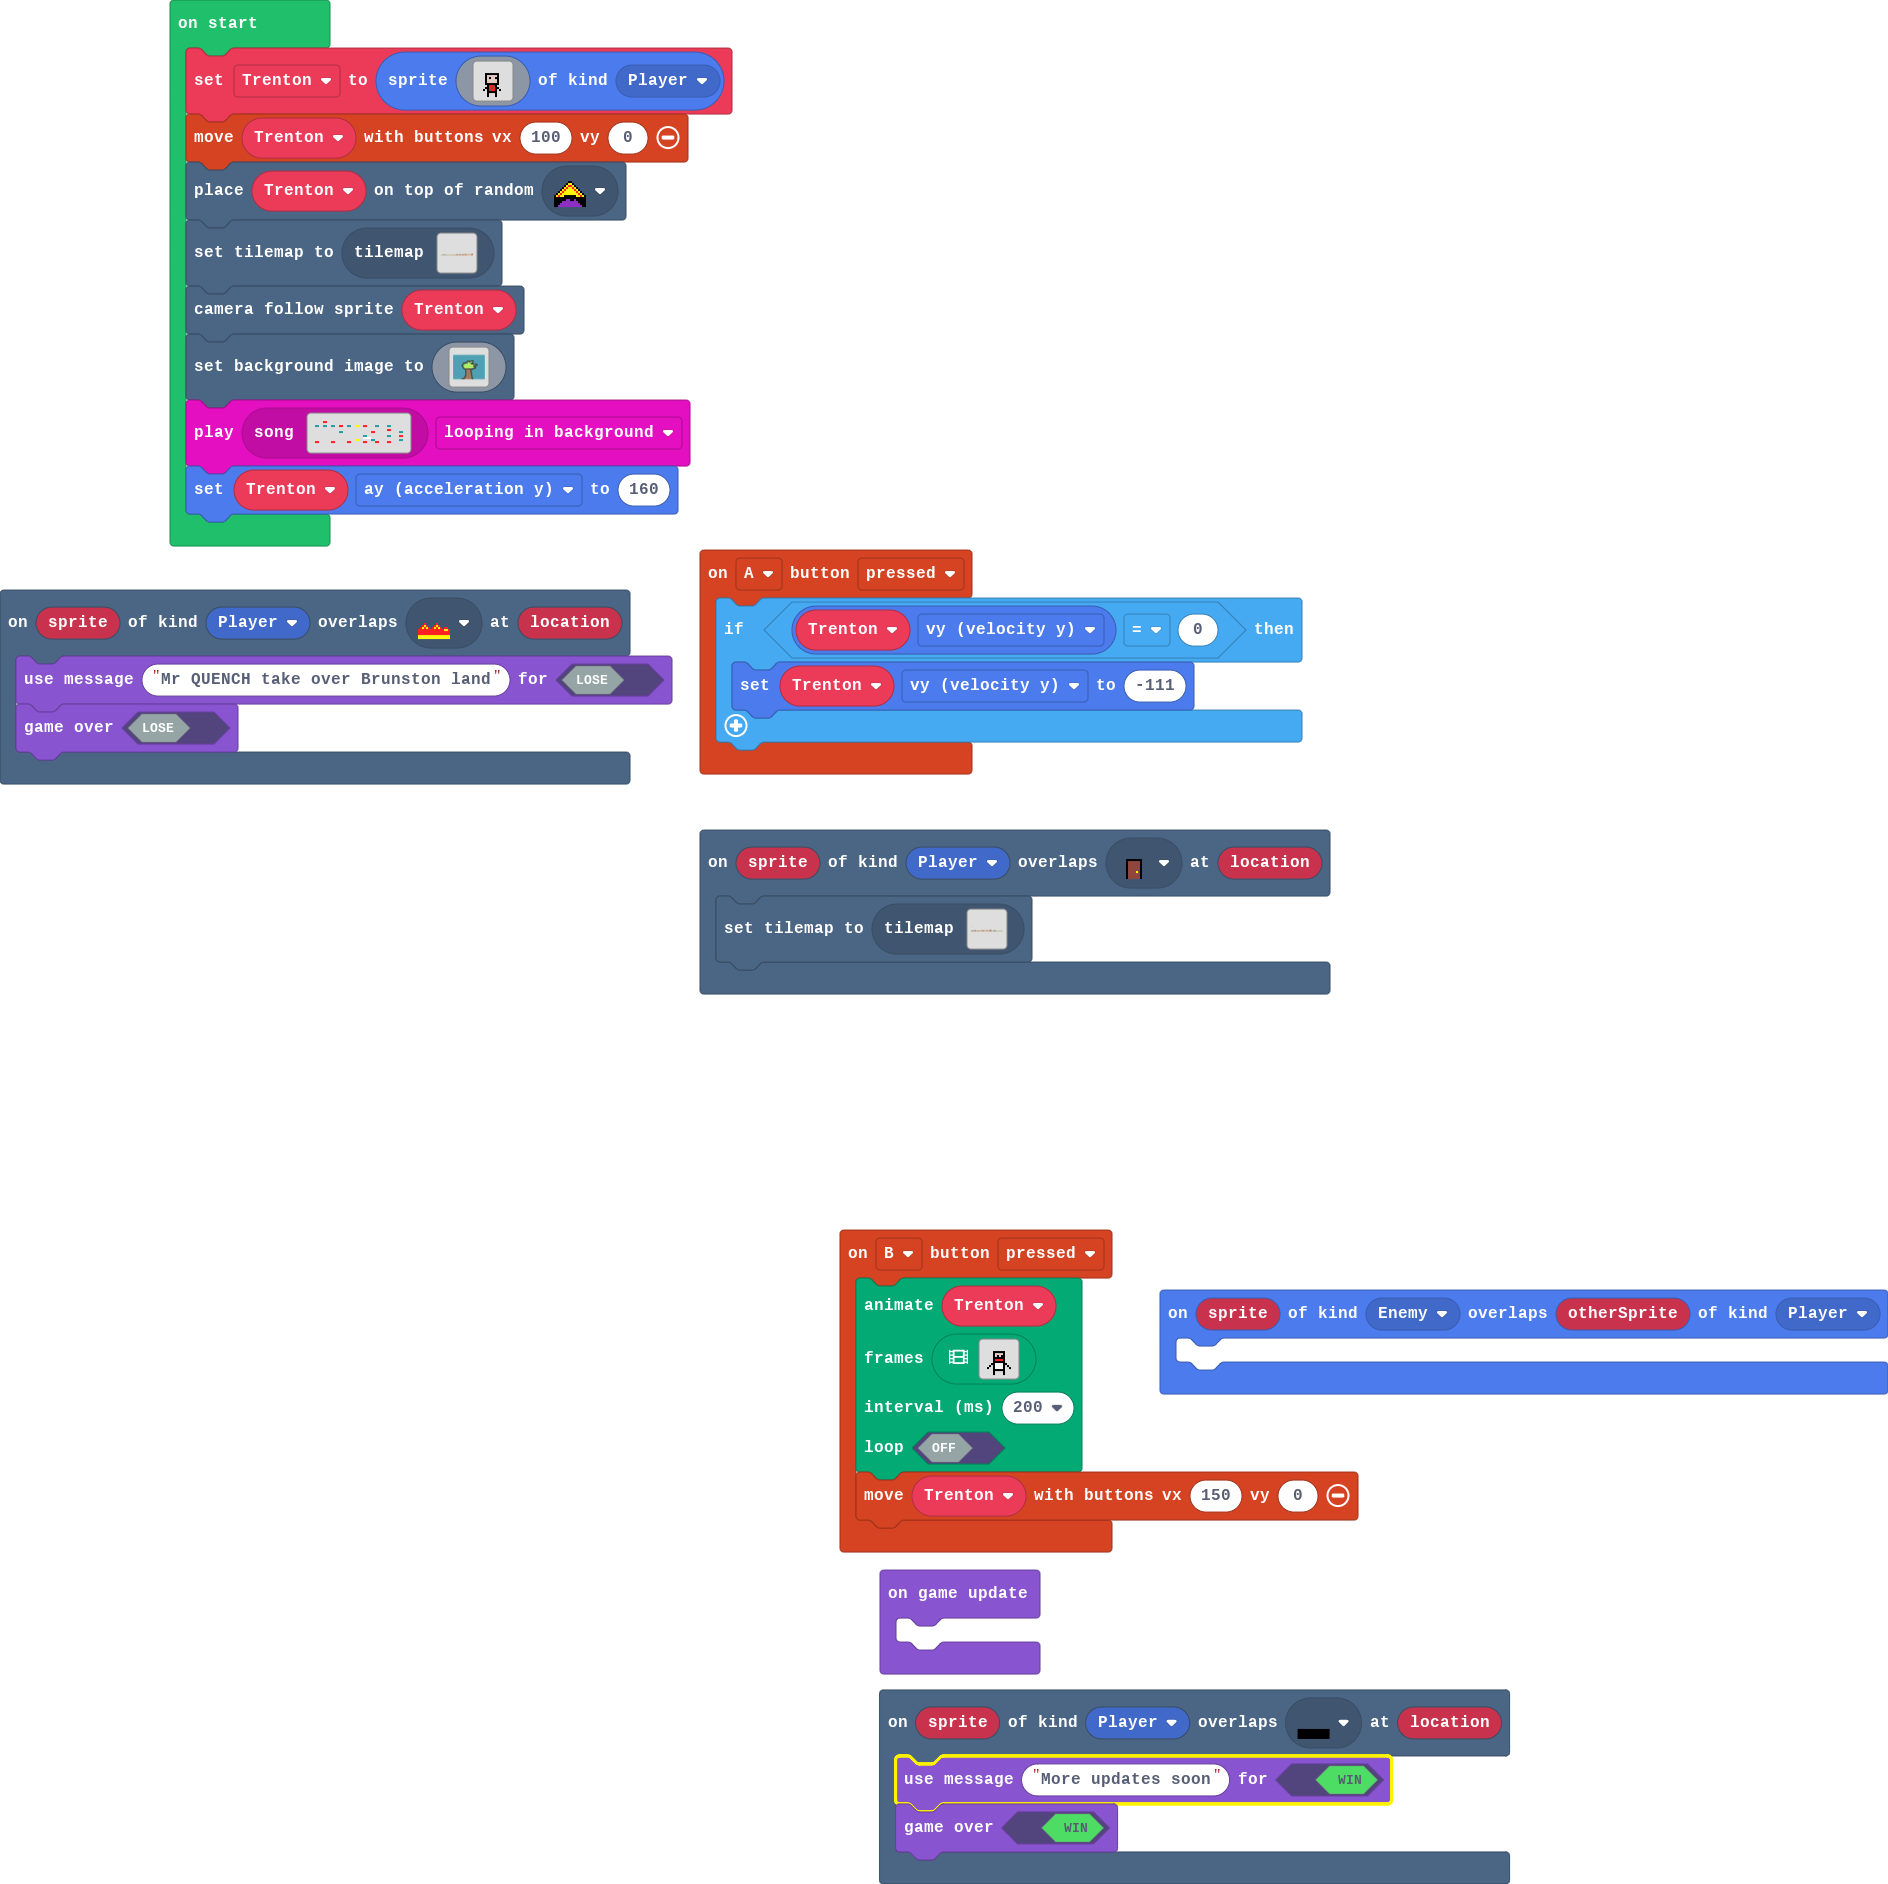 on start
set Trenton to sprite of kind Player
move Trenton with buttons vx 100 vy 0
place Trenton on top of random
set tilemap to tilemap
camera follow sprite Trenton
set background image to
play song looping in background
set Trenton ay (acceleration y) to 160
on sprite of kind Player overlaps at location
use message "Mr QUENCH take over Brunston land" for LOSE
game over LOSE
on A button pressed
if Trenton vy (velocity y) = 0 then
set Trenton vy (velocity y) to -111
on sprite of kind Player overlaps at location
set tilemap to tilemap
on B button pressed
animate Trenton
frames
interval (ms) 200
loop OFF
move Trenton with buttons vx 150 vy 0
on sprite of kind Enemy overlaps otherSprite of kind Player
on game update
on sprite of kind Player overlaps at location
use message "More updates soon" for WIN
game over WIN